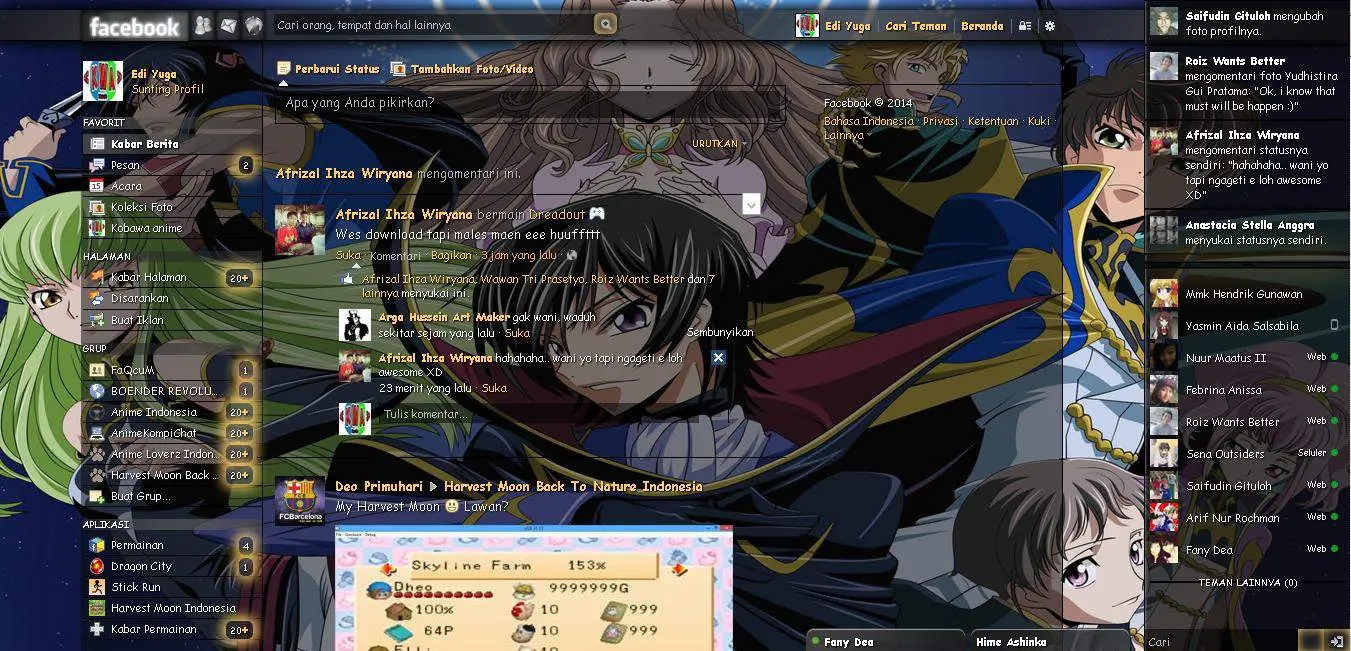 facebook
Cari orang, tempat dan hal lainnya
Edi Yuga
Cari Teman
Beranda
Edi Yuga
Sunting Profil
FAVORIT
Kabar Berita
Pesan 2
Acara
Koleksi Foto
Kobawa anime
HALAMAN
Kabar Halaman 20+
Disarankan
Buat Iklan
GRUP
FaQcuM 1
BOENDER REVOLU... 1
Anime Indonesia 20+
AnimeKompiChat 20+
Anime Loverz Indon... 20+
Harvest Moon Back ... 20+
Buat Grup...
APLIKASI
Permainan 4
Dragon City 1
Stick Run
Harvest Moon Indonesia
Kabar Permainan 20+
Perbarui Status
Tambahkan Foto/Video
Apa yang Anda pikirkan?
URUTKAN
Afrizal Ihza Wiryana mengomentari ini.
Afrizal Ihza Wiryana bermain Dreadout
Wes download tapi males maen eee huuffttt
Suka · Komentari · Bagikan · 3 jam yang lalu ·
Afrizal Ihza Wiryana, Wawan Tri Prasetyo, Roiz Wants Better dan 7
lainnya menyukai ini.
Arga Hussein Art Maker gak wani, waduh
sekitar sejam yang lalu · Suka
Sembunyikan
Afrizal Ihza Wiryana hahahaha.. wani yo tapi ngageti e loh
awesome XD
23 menit yang lalu · Suka
Tulis komentar...
Deo Primuhari
Harvest Moon Back To Nature Indonesia
My Harvest Moon
Lawan?
FCBarcelona
Skyline Farm 153%
Dheo 9999999G
100% 10 999
64P 10 999
Facebook © 2014
Bahasa Indonesia · Privasi · Ketentuan · Kuki ·
Lainnya
Saifudin Gituloh mengubah
foto profilnya.
Roiz Wants Better
mengomentari foto Yudhistira
Gui Pratama: "Ok, i know that
must will be happen :)"
Afrizal Ihza Wiryana
mengomentari statusnya
sendiri: "hahahaha.. wani yo
tapi ngageti e loh awesome
XD"
Anastacia Stella Anggra
menyukai statusnya sendiri.
Mmk Hendrik Gunawan
Yasmin Aida Salsabila
Nuur Maatus II Web
Febrina Anissa Web
Roiz Wants Better Web
Sena Outsiders Seluler
Saifudin Gituloh Web
Arif Nur Rochman Web
Fany Dea Web
TEMAN LAINNYA (0)
Fany Dea
Hime Ashinka
Cari